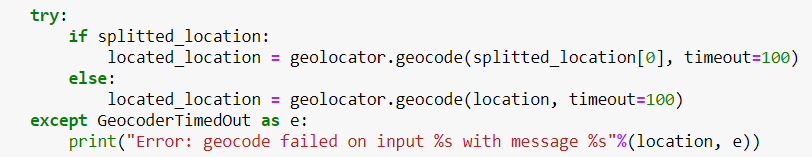 try:
    if splitted_location:
        located_location = geolocator.geocode(splitted_location[0], timeout=100)
    else:
        located_location = geolocator.geocode(location, timeout=100)
except GeocoderTimedOut as e:
    print("Error: geocode failed on input %s with message %s"%(location, e))